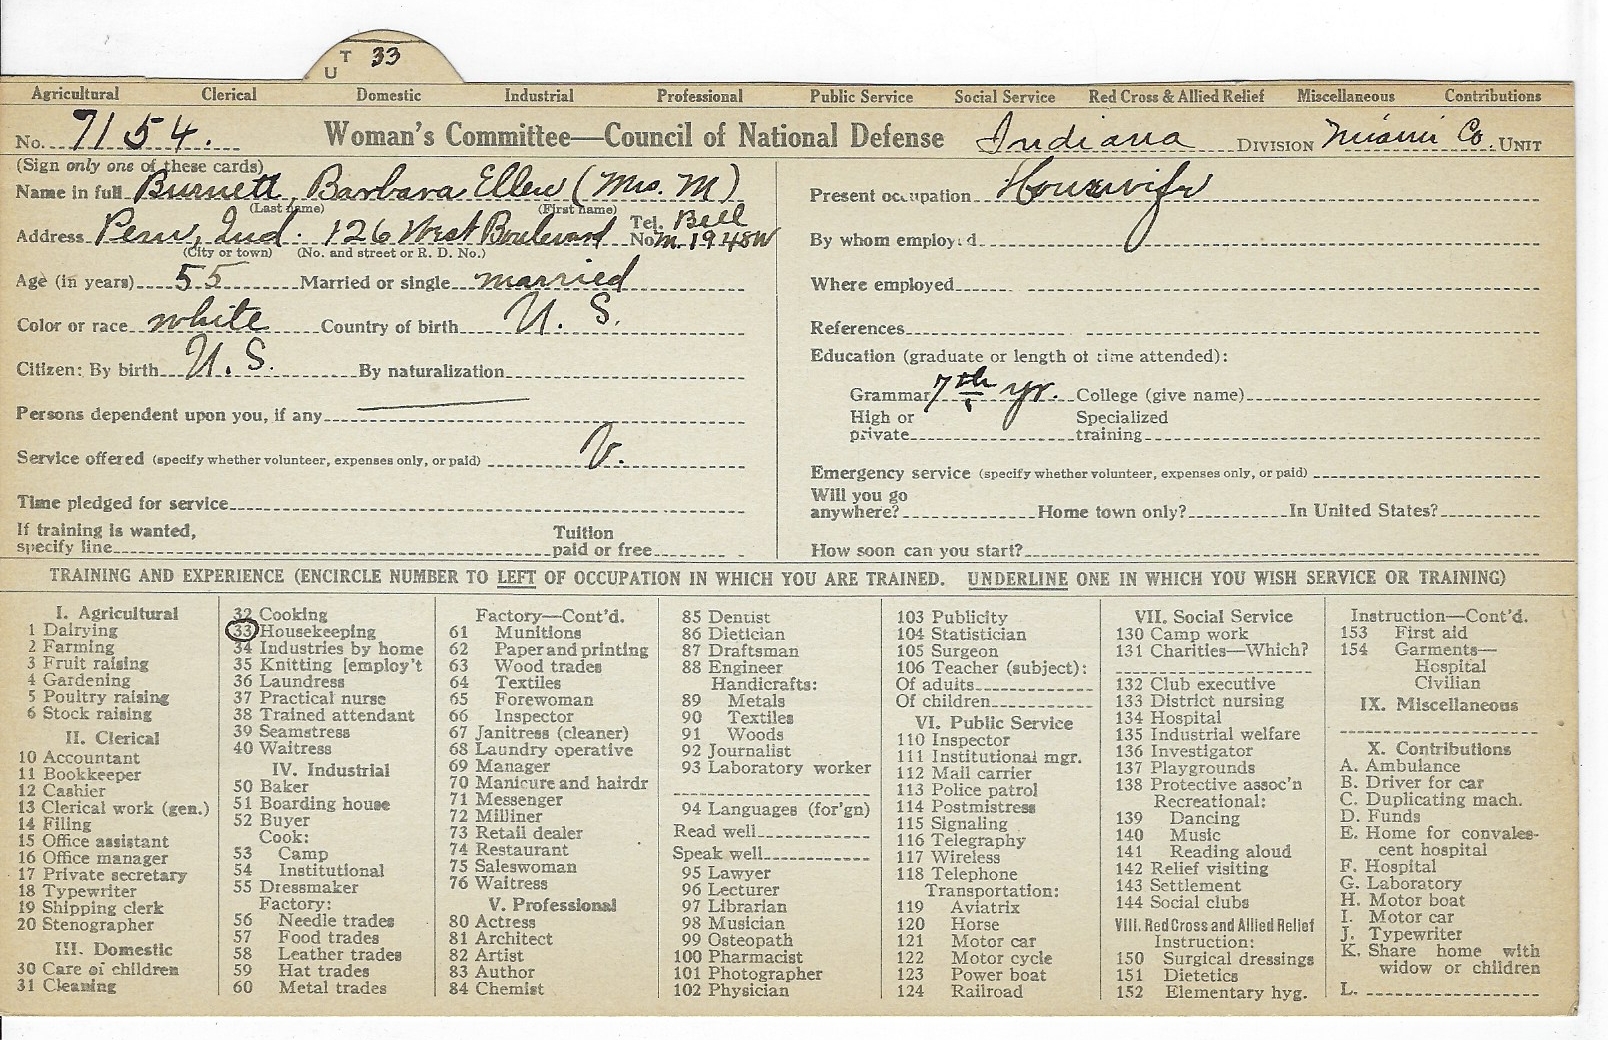 T 33
U
Agricultural Clerical Domestic Industrial Professional Public Service Social Service Red Cross & Allied Relief Miscellaneous Contributions
No. 7154. Woman's Committee—Council of National Defense Indiana DIVISION Miami Co. UNIT
(Sign only one of these cards)
Name in full Burnett, Barbara Ellen (Mrs. M)
(Last name) (First name)
Address Peru, Ind. 126 West Boulevard Tel. No. Bell M. 1948W
(City or town) (No. and street or R. D. No.)
Age (in years) 55 Married or single married
Color or race white Country of birth U. S.
Citizen: By birth U. S. By naturalization
Persons dependent upon you, if any
Service offered (specify whether volunteer, expenses only, or paid) V.
Time pledged for service
If training is wanted,
specify line
Tuition
paid or free
Present occupation Housewife
By whom employed
Where employed
References
Education (graduate or length of time attended):
Grammar 7th yr. College (give name)
High or
private
Specialized
training
Emergency service (specify whether volunteer, expenses only, or paid)
Will you go
anywhere? Home town only? In United States?
How soon can you start?
TRAINING AND EXPERIENCE (ENCIRCLE NUMBER TO LEFT OF OCCUPATION IN WHICH YOU ARE TRAINED. UNDERLINE ONE IN WHICH YOU WISH SERVICE OR TRAINING)
I. Agricultural
1 Dairying
2 Farming
3 Fruit raising
4 Gardening
5 Poultry raising
6 Stock raising
II. Clerical
10 Accountant
11 Bookkeeper
12 Cashier
13 Clerical work (gen.)
14 Filing
15 Office assistant
16 Office manager
17 Private secretary
18 Typewriter
19 Shipping clerk
20 Stenographer
III. Domestic
30 Care of children
31 Cleaning
32 Cooking
33 Housekeeping
34 Industries by home
35 Knitting [employ't
36 Laundress
37 Practical nurse
38 Trained attendant
39 Seamstress
40 Waitress
IV. Industrial
50 Baker
51 Boarding house
52 Buyer
Cook:
53 Camp
54 Institutional
55 Dressmaker
Factory:
56 Needle trades
57 Food trades
58 Leather trades
59 Hat trades
60 Metal trades
Factory—Cont'd.
61 Munitions
62 Paper and printing
63 Wood trades
64 Textiles
65 Forewoman
66 Inspector
67 Janitress (cleaner)
68 Laundry operative
69 Manager
70 Manicure and hairdr
71 Messenger
72 Milliner
73 Retail dealer
74 Restaurant
75 Saleswoman
76 Waitress
V. Professional
80 Actress
81 Architect
82 Artist
83 Author
84 Chemist
85 Dentist
86 Dietician
87 Draftsman
88 Engineer
Handicrafts:
89 Metals
90 Textiles
91 Woods
92 Journalist
93 Laboratory worker
94 Languages (for'gn)
Read well
Speak well
95 Lawyer
96 Lecturer
97 Librarian
98 Musician
99 Osteopath
100 Pharmacist
101 Photographer
102 Physician
103 Publicity
104 Statistician
105 Surgeon
106 Teacher (subject):
Of adults
Of children
VI. Public Service
110 Inspector
111 Institutional mgr.
112 Mail carrier
113 Police patrol
114 Postmistress
115 Signaling
116 Telegraphy
117 Wireless
118 Telephone
Transportation:
119 Aviatrix
120 Horse
121 Motor car
122 Motor cycle
123 Power boat
124 Railroad
VII. Social Service
130 Camp work
131 Charities—Which?
132 Club executive
133 District nursing
134 Hospital
135 Industrial welfare
136 Investigator
137 Playgrounds
138 Protective assoc'n
Recreational:
139 Dancing
140 Music
141 Reading aloud
142 Relief visiting
143 Settlement
144 Social clubs
VIII. Red Cross and Allied Relief
Instruction:
150 Surgical dressings
151 Dietetics
152 Elementary hyg.
Instruction—Cont'd.
153 First aid
154 Garments—
Hospital
Civilian
IX. Miscellaneous
X. Contributions
A. Ambulance
B. Driver for car
C. Duplicating mach.
D. Funds
E. Home for convales-
cent hospital
F. Hospital
G. Laboratory
H. Motor boat
I. Motor car
J. Typewriter
K. Share home with
widow or children
L.